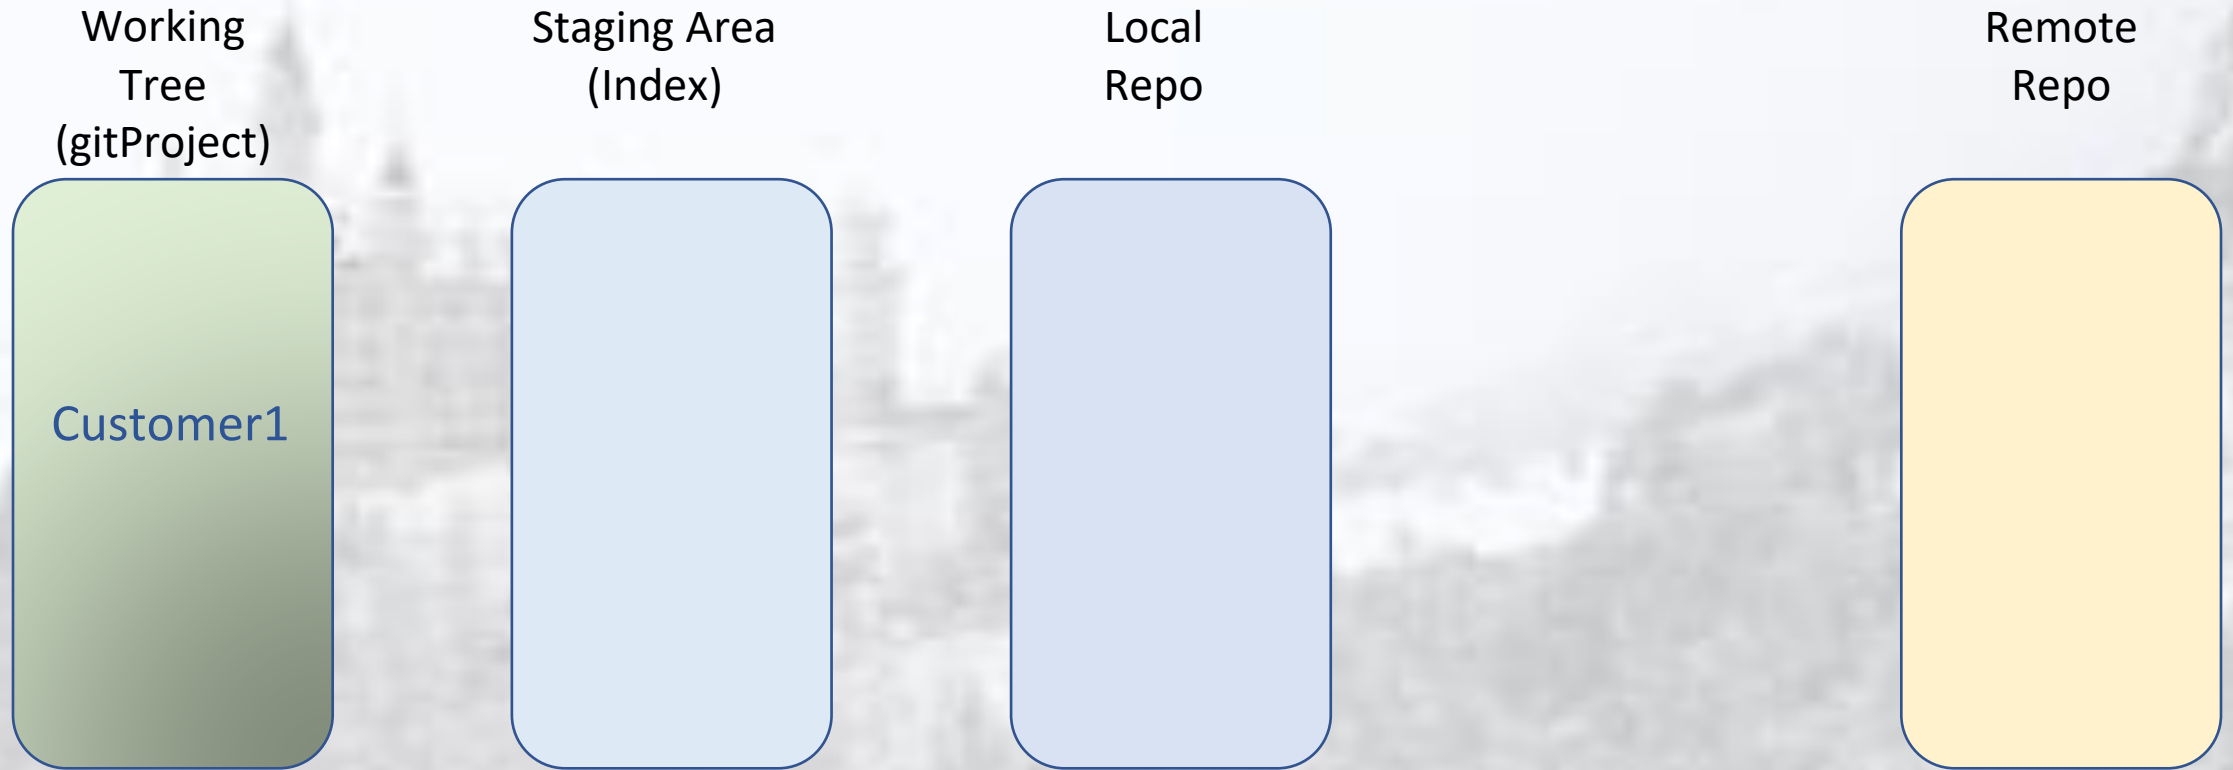 Working
Tree
(gitProject)
Staging Area
(Index)
Local
Repo
Remote
Repo
Customer1